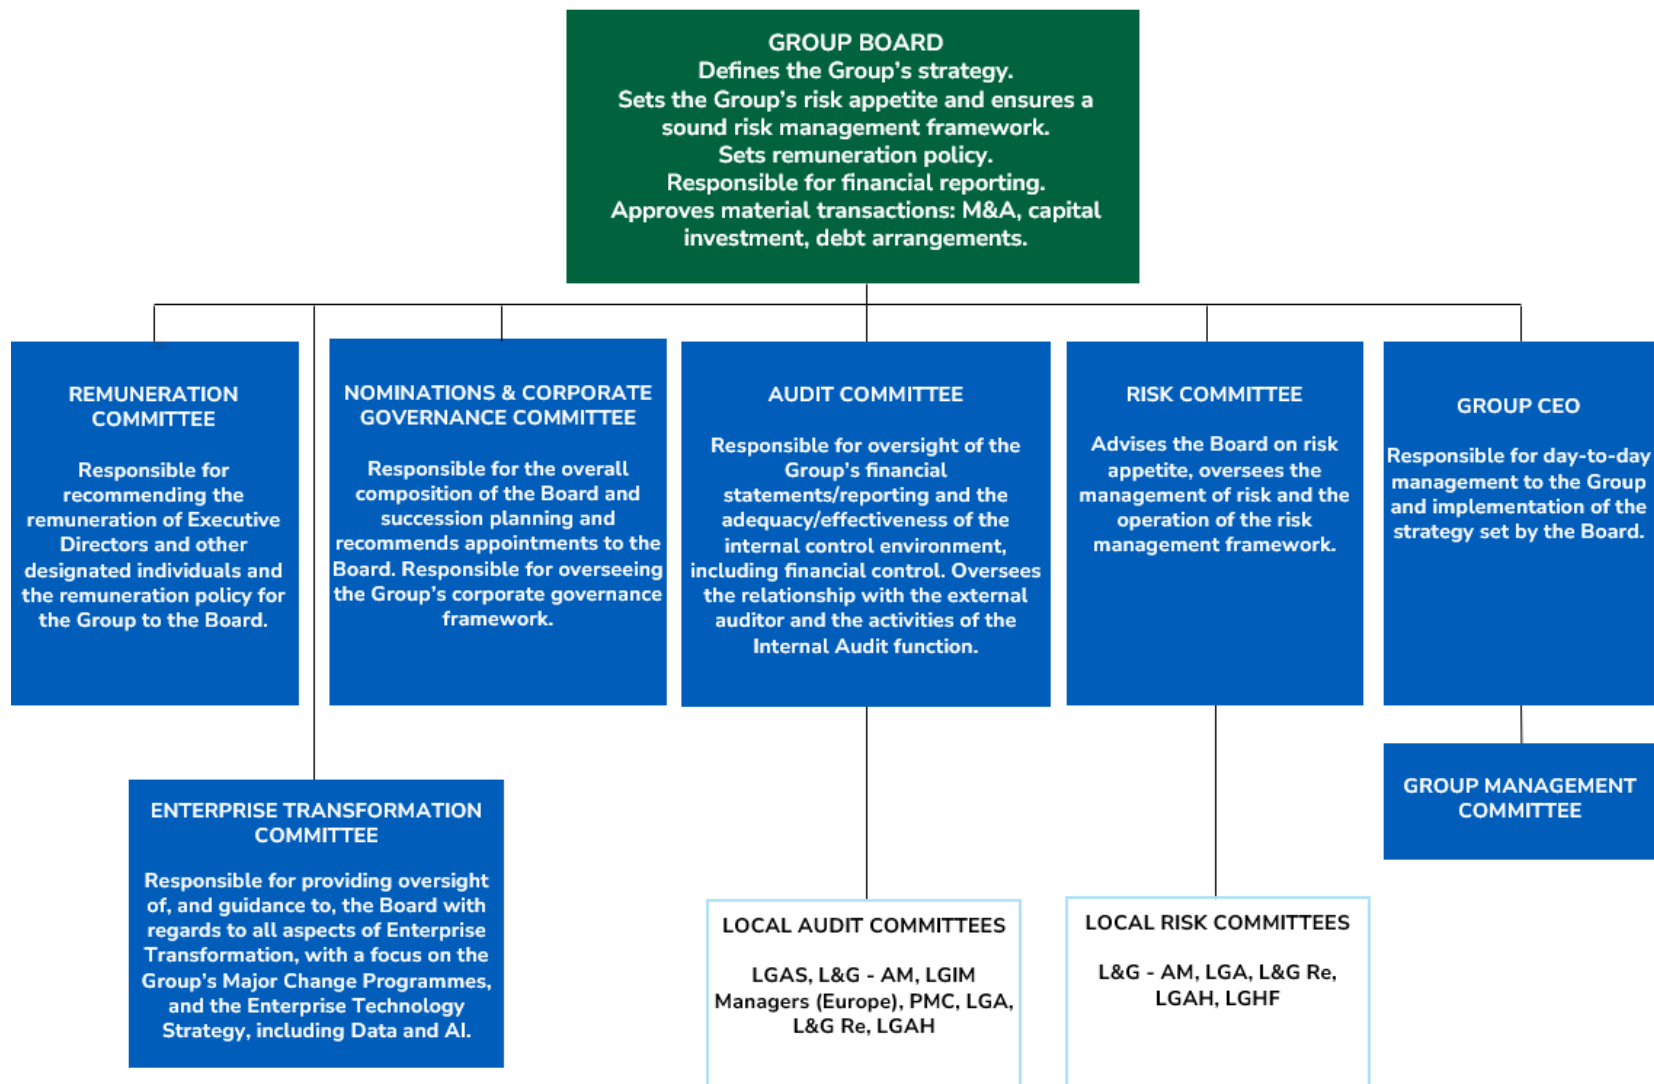 GROUP BOARD
Defines the Group's strategy.
Sets the Group's risk appetite and ensures a
sound risk management framework.
Sets remuneration policy.
Responsible for financial reporting.
Approves material transactions: M&A, capital
investment, debt arrangements.
REMUNERATION
COMMITTEE
Responsible for
recommending the
remuneration of Executive
Directors and other
designated individuals and
the remuneration policy for
the Group to the Board.
NOMINATIONS & CORPORATE
GOVERNANCE COMMITTEE
Responsible for the overall
composition of the Board and
succession planning and
recommends appointments to the
Board. Responsible for overseeing
the Group's corporate governance
framework.
AUDIT COMMITTEE
Responsible for oversight of the
Group's financial
statements/reporting and the
adequacy/effectiveness of the
internal control environment,
including financial control. Oversees
the relationship with the external
auditor and the activities of the
Internal Audit function.
RISK COMMITTEE
Advises the Board on risk
appetite, oversees the
management of risk and the
operation of the risk
management framework.
GROUP CEO
Responsible for day-to-day
management to the Group
and implementation of the
strategy set by the Board.
ENTERPRISE TRANSFORMATION
COMMITTEE
Responsible for providing oversight
of, and guidance to, the Board with
regards to all aspects of Enterprise
Transformation, with a focus on the
Group's Major Change Programmes,
and the Enterprise Technology
Strategy, including Data and AI.
LOCAL AUDIT COMMITTEES
LGAS, L&G - AM, LGIM
Managers (Europe), PMC, LGA,
L&G Re, LGAH
LOCAL RISK COMMITTEES
L&G - AM, LGA, L&G Re,
LGAH, LGHF
GROUP MANAGEMENT
COMMITTEE